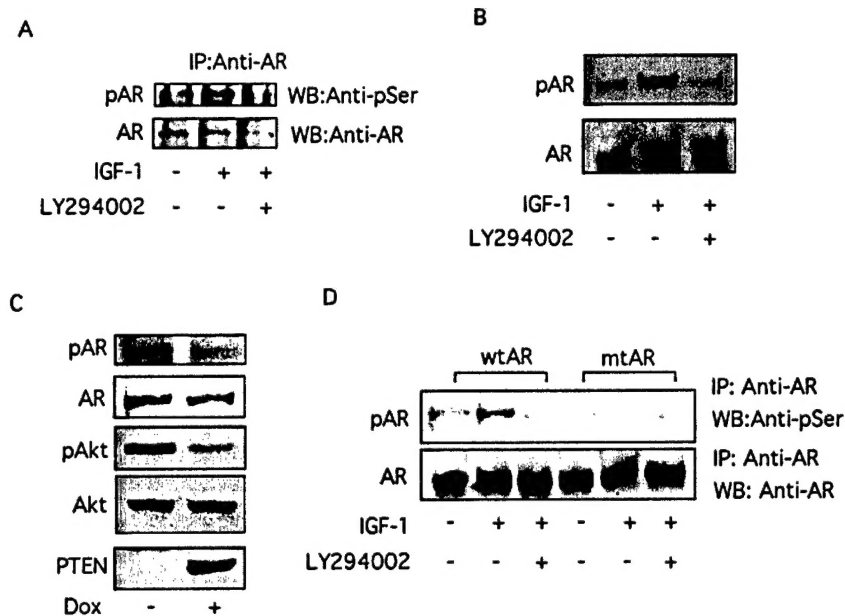 A
IP:Anti-AR
pAR WB:Anti-pSer
AR WB:Anti-AR
IGF-1 - + +
LY294002 - - +
B
pAR
AR
IGF-1 - + +
LY294002 - - +
C
pAR
AR
pAkt
Akt
PTEN
Dox - +
D
wtAR mtAR
IP: Anti-AR
pAR WB:Anti-pSer
IP: Anti-AR
AR WB: Anti-AR
IGF-1 - + + - + +
LY294002 - - + - - +